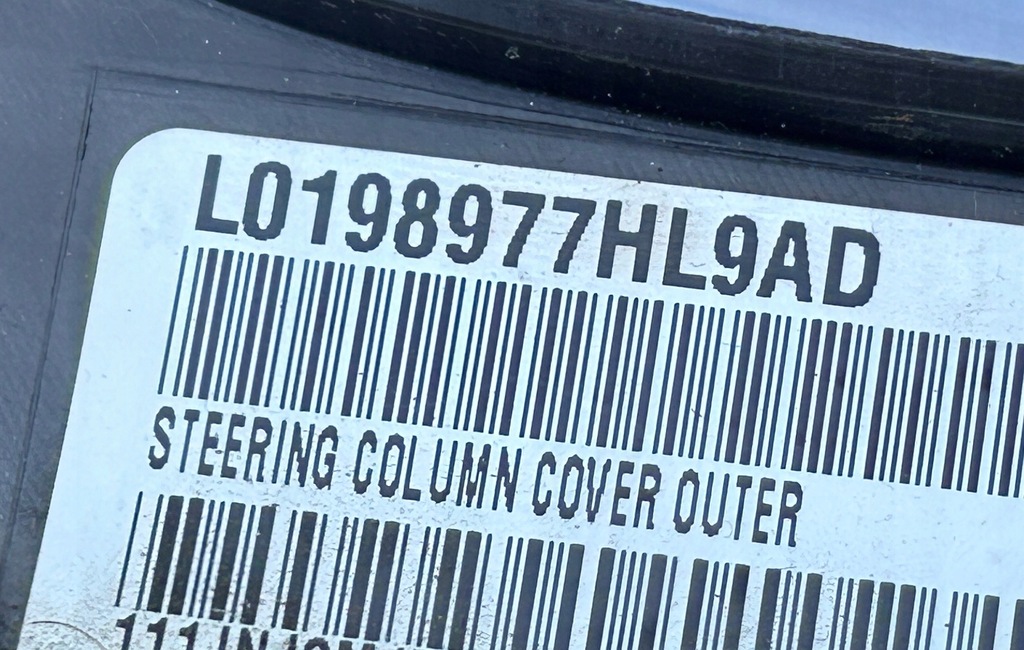 L0198977HL9AD
STEERING COLUMN COVER OUTER